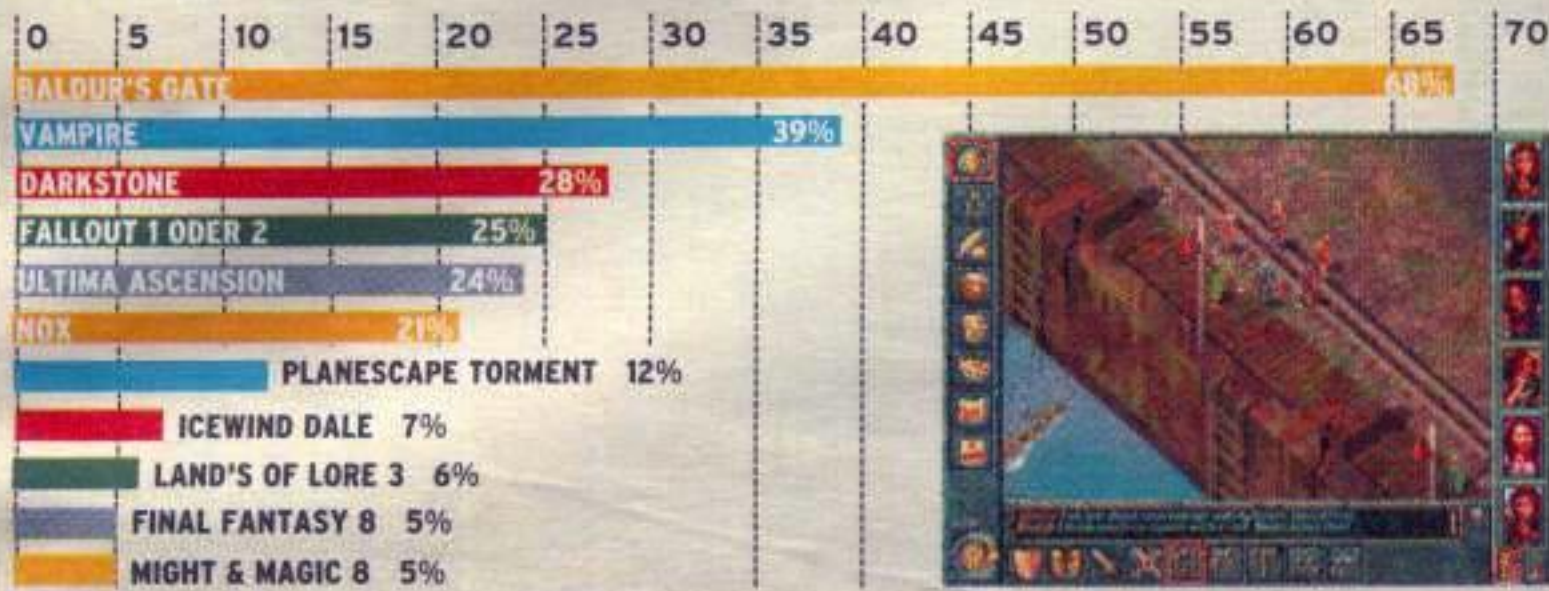 0 5 10 15 20 25 30 35 40 45 50 55 60 65 70
BALDUR'S GATE 68%
VAMPIRE 39%
DARKSTONE 28%
FALLOUT 1 ODER 2 25%
ULTIMA ASCENSION 24%
NOX 21%
PLANESCAPE TORMENT 12%
ICEWIND DALE 7%
LAND'S OF LORE 3 6%
FINAL FANTASY 8 5%
MIGHT & MAGIC 8 5%